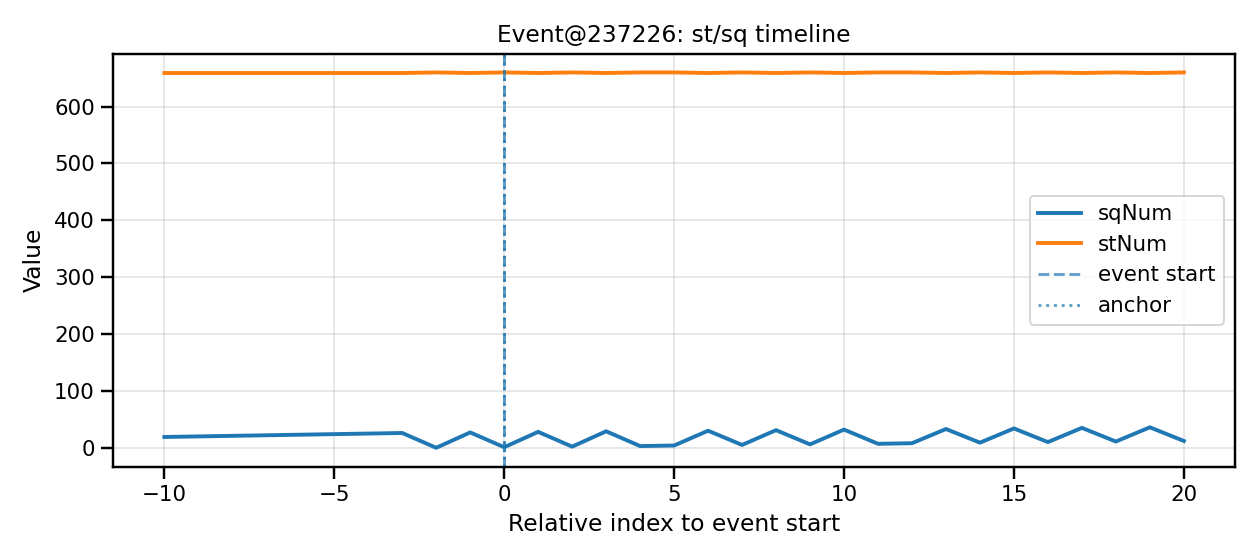 Event@237226: st/sq timeline
Value
600
500
400
300
200
100
0
sqNum
stNum
event start
anchor
−10
−5
0
5
10
15
20
Relative index to event start